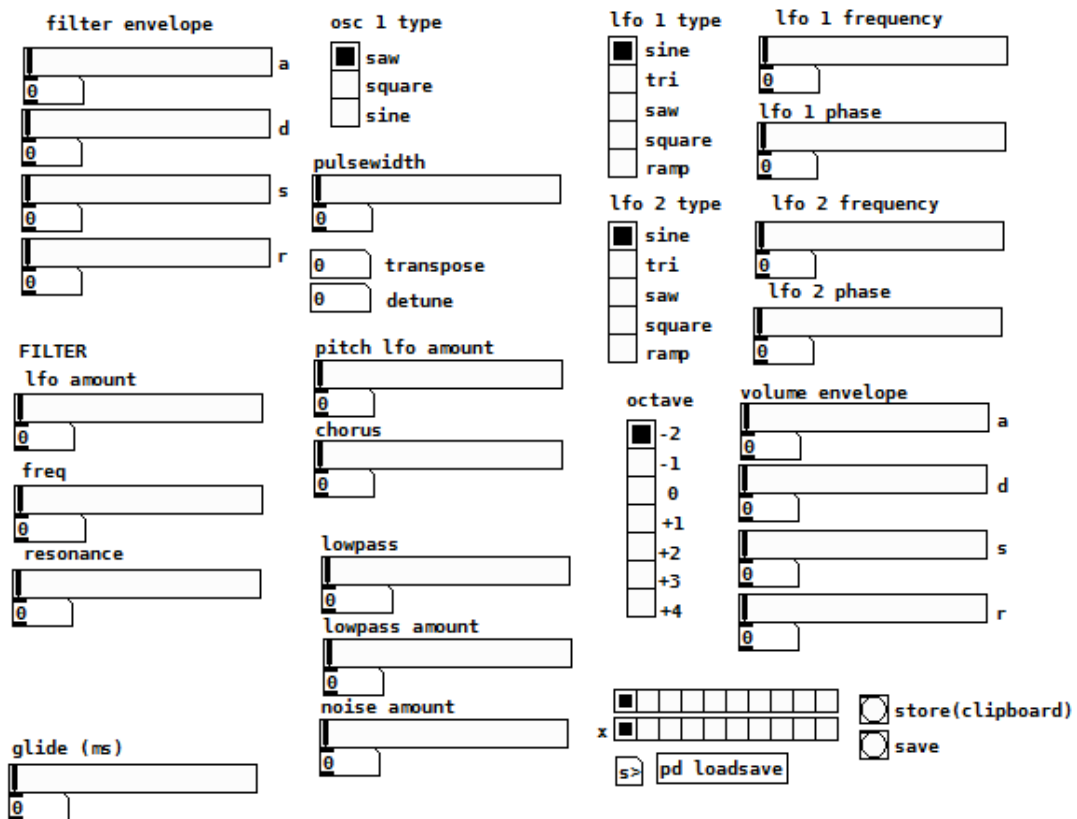 filter envelope
a
0
d
0
s
0
r
0
FILTER
lfo amount
0
freq
0
resonance
0
glide (ms)
0
osc 1 type
saw
square
sine
pulsewidth
0
0 transpose
0 detune
pitch lfo amount
0
chorus
0
lowpass
0
lowpass amount
0
noise amount
0
lfo 1 type
sine
tri
saw
square
ramp
lfo 2 type
sine
tri
saw
square
ramp
lfo 1 frequency
0
lfo 1 phase
0
lfo 2 frequency
0
lfo 2 phase
0
octave
-2
-1
0
+1
+2
+3
+4
volume envelope
a
0
d
0
s
0
r
0
x
s>
pd loadsave
store(clipboard)
save